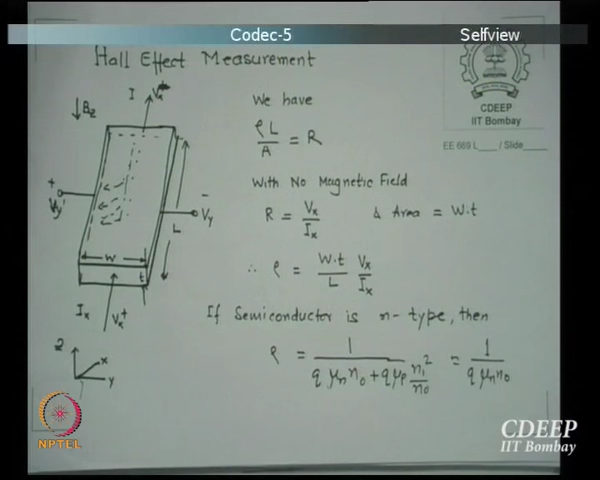 Codec-5
Selfview
Hall Effect Measurement
CDEEP
IIT Bombay
EE 669 L____ / Slide____
I
Bz
We have
ρL/A = R
With No Magnetic Field
R = Vx/Ix & Area = W.t
∴ ρ = W.t/L Vx/Ix
+
Vy
-
Vy
L
W
t
Ix
Vx+
If Semiconductor is n-type, then
ρ = 1/(q μn n0 + q μp ni²/n0) = 1/(q μn n0)
Z
x
y
NPTEL
CDEEP
IIT Bombay